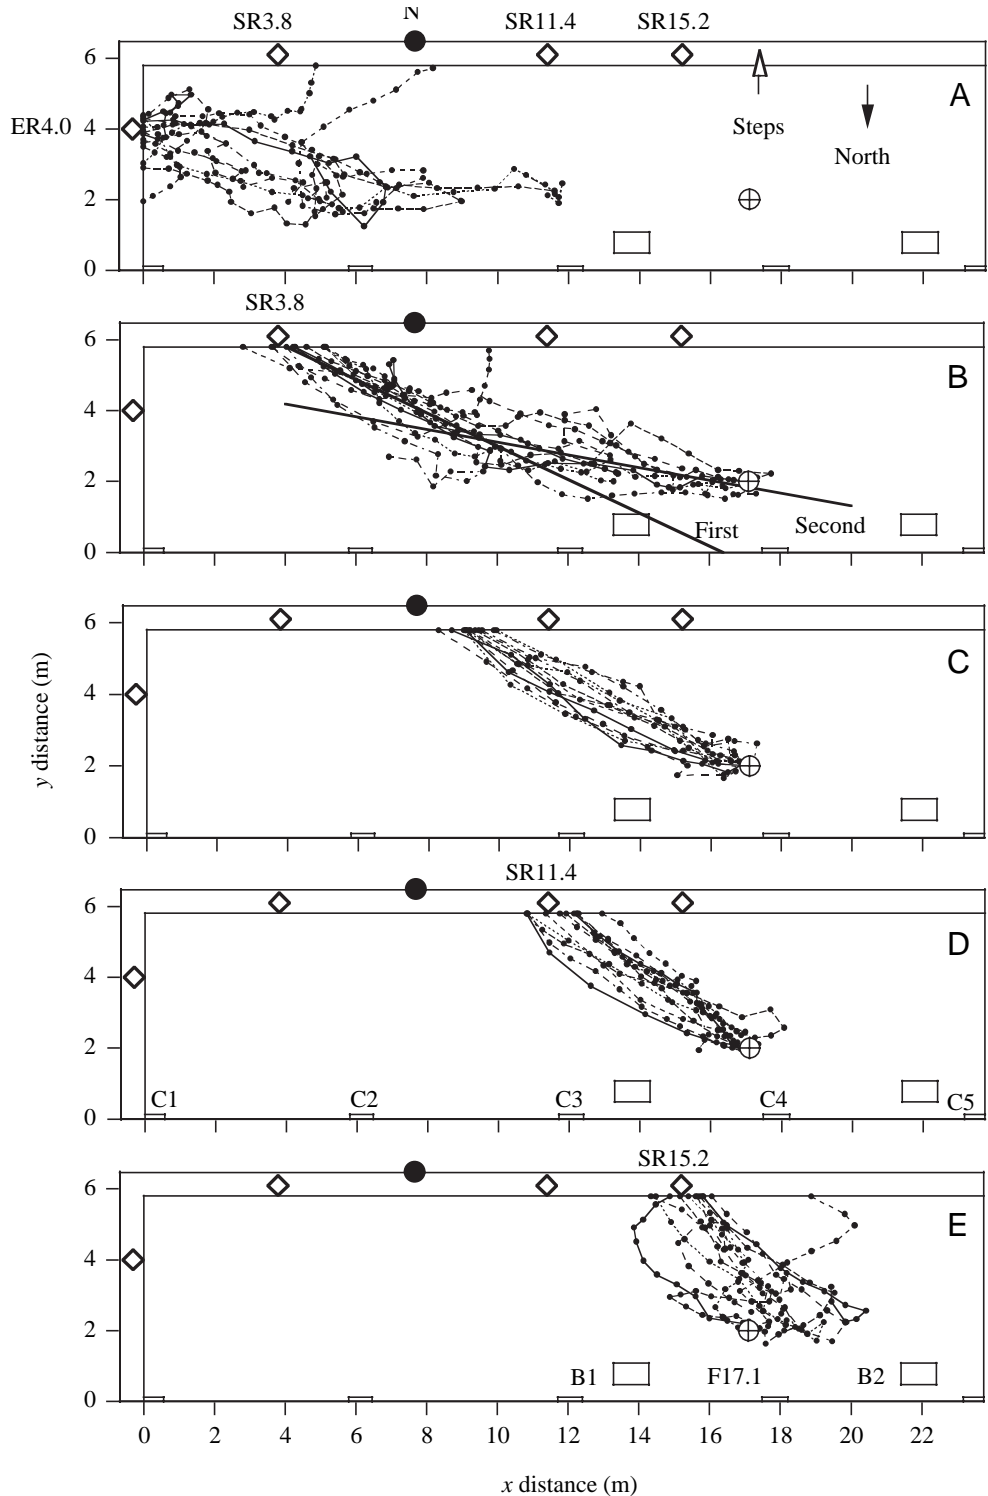 N
SR3.8 SR11.4 SR15.2
6
A
ER4.0 4
Steps
North
2
0
SR3.8
6
B
4
2
First Second
0
6
C
4
y distance (m)
2
0
SR11.4
6
D
4
2
C1 C2 C3 C4 C5
0
SR15.2
6
E
4
2
B1 F17.1 B2
0
0 2 4 6 8 10 12 14 16 18 20 22
x distance (m)